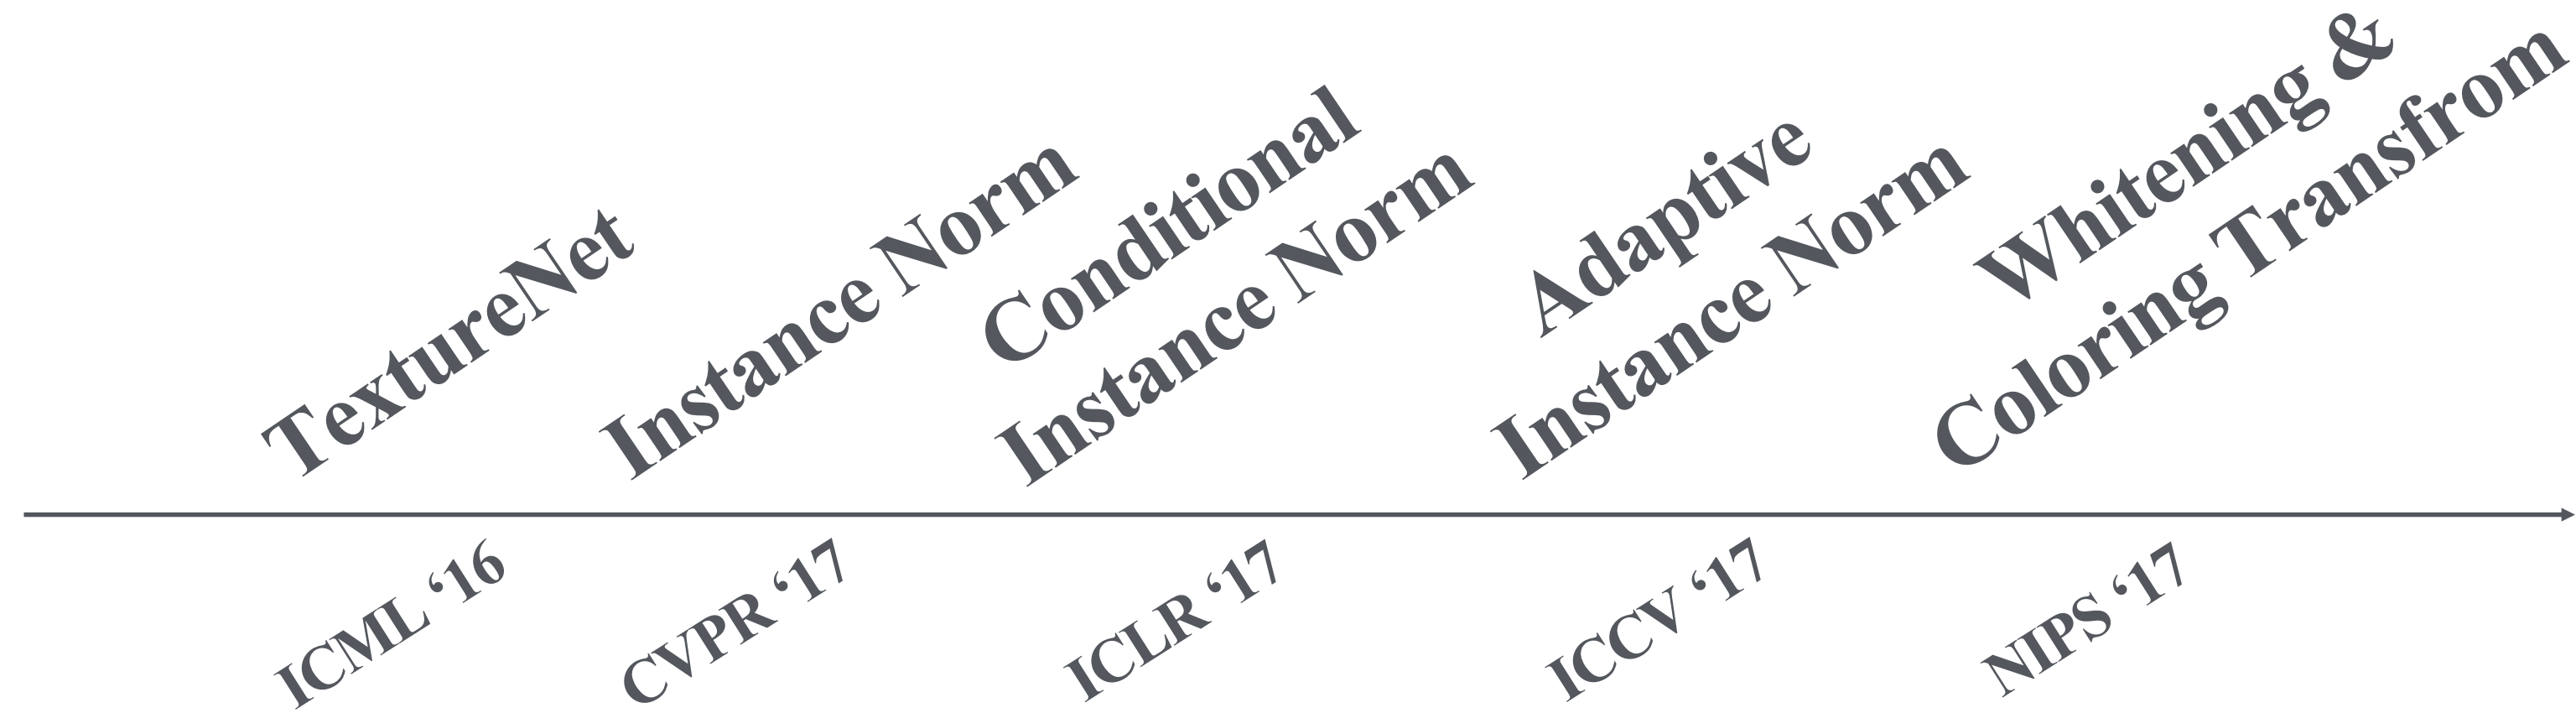 TextureNet
Instance Norm
Conditional
Instance Norm
Adaptive
Instance Norm
Whitening &
Coloring Transfrom
ICML ‘16
CVPR ‘17
ICLR ‘17
ICCV ‘17
NIPS ‘17